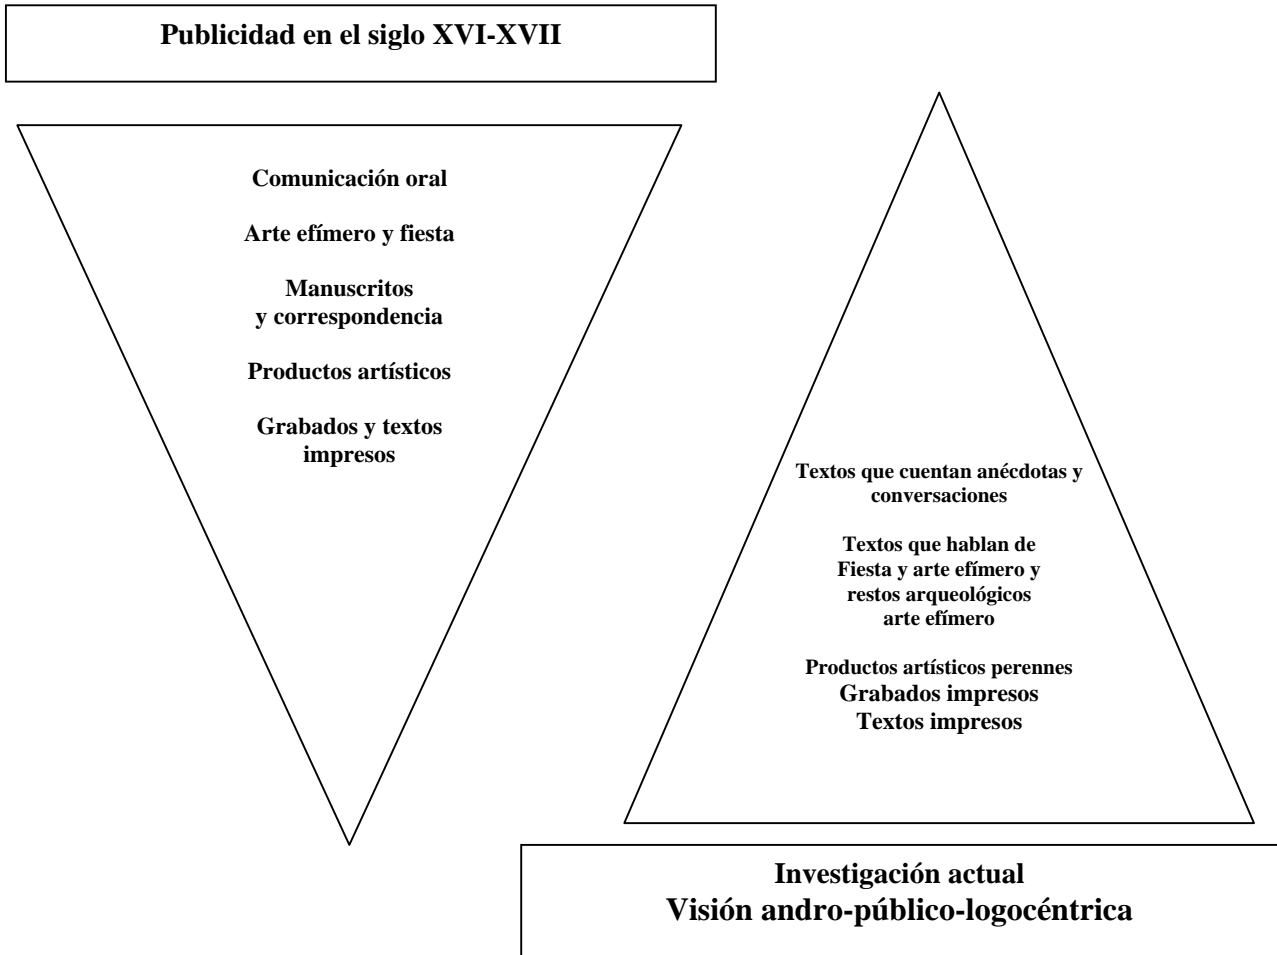 Publicidad en el siglo XVI-XVII
Comunicación oral
Arte efímero y fiesta
Manuscritos
y correspondencia
Productos artísticos
Grabados y textos
impresos
Textos que cuentan anécdotas y
conversaciones
Textos que hablan de
Fiesta y arte efímero y
restos arqueológicos
arte efímero
Productos artísticos perennes
Grabados impresos
Textos impresos
Investigación actual
Visión andro-público-logocéntrica